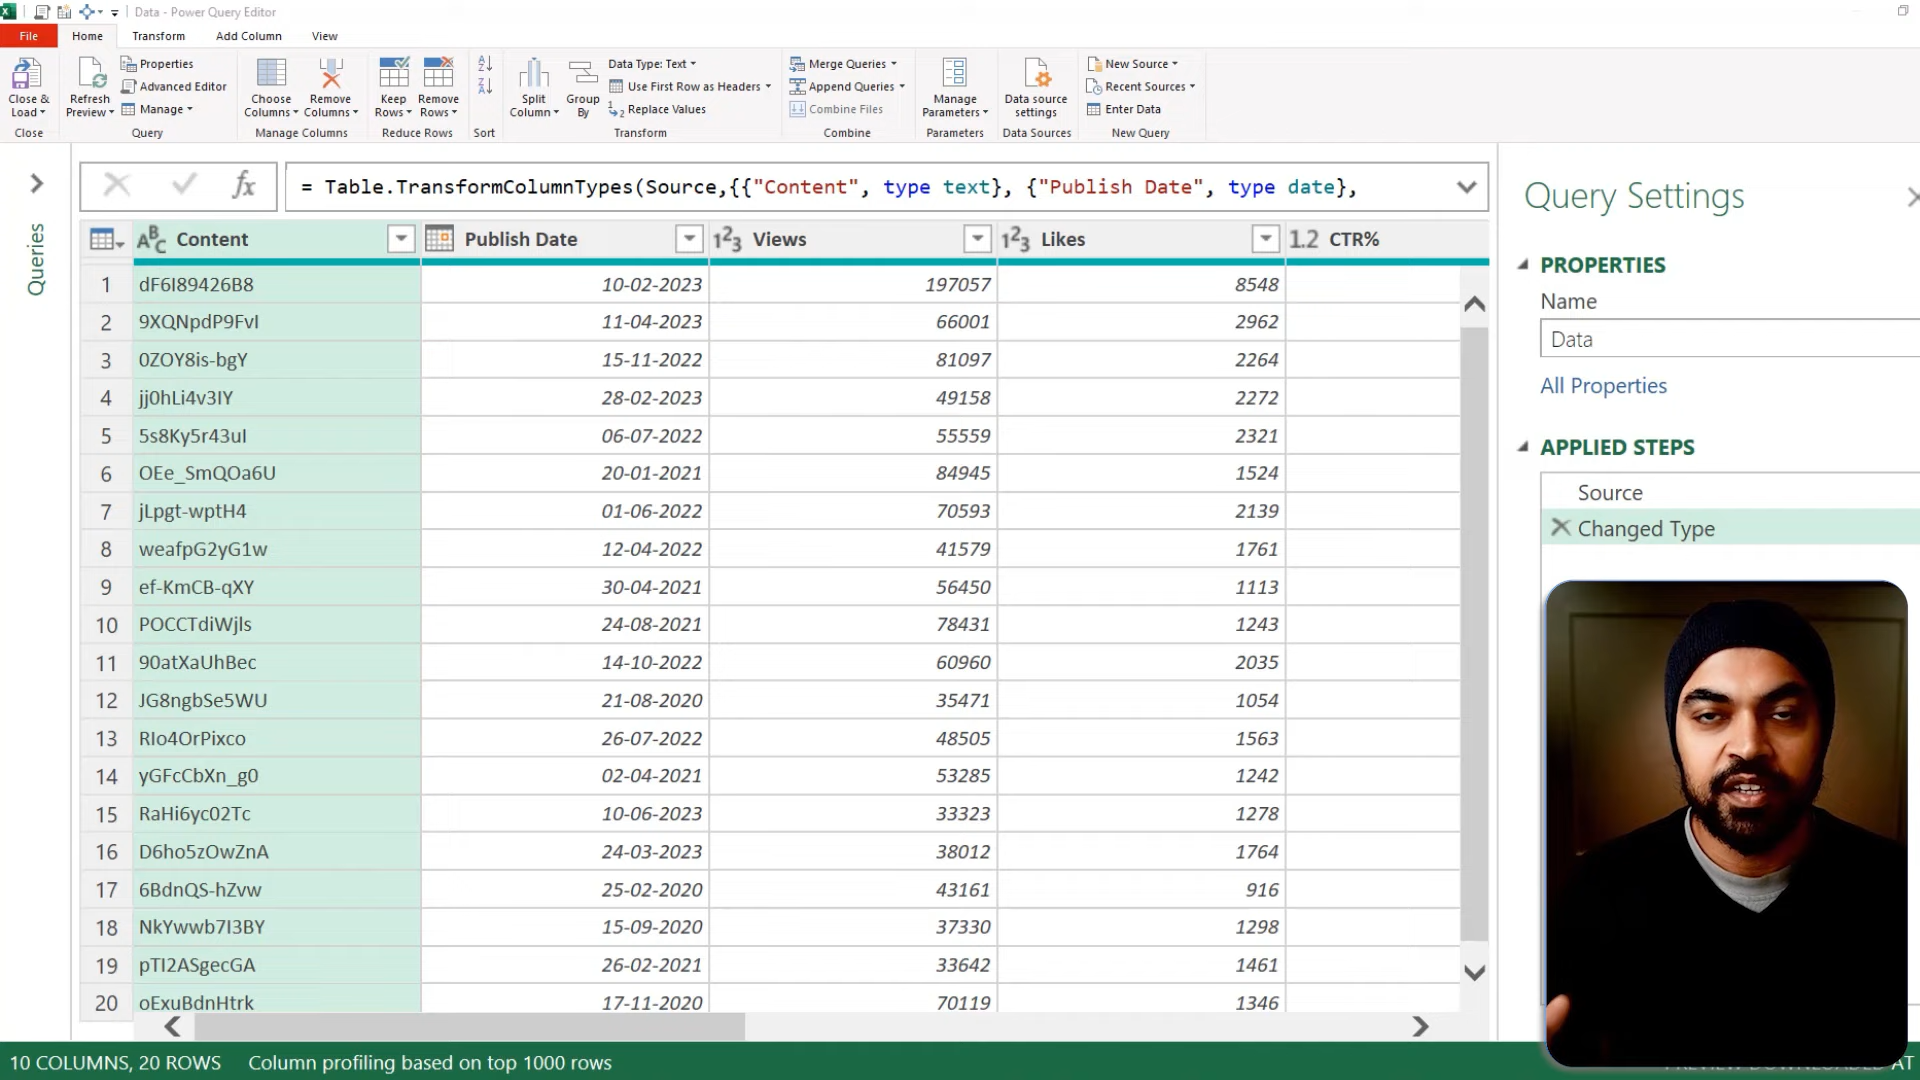 Data - Power Query Editor
File Home Transform Add Column View
Close & Load
Close
Refresh Preview
Properties
Advanced Editor
Manage
Query
Choose Columns
Remove Columns
Manage Columns
Keep Rows
Remove Rows
Reduce Rows
Sort
Split Column
Group By
Data Type: Text
Use First Row as Headers
Replace Values
Transform
Merge Queries
Append Queries
Combine Files
Combine
Manage Parameters
Parameters
Data source settings
Data Sources
New Source
Recent Sources
Enter Data
New Query
Queries
fx
= Table.TransformColumnTypes(Source,{{"Content", type text}, {"Publish Date", type date},
ABC Content Publish Date 123 Views 123 Likes 1.2 CTR%
1 dF6I89426B8 10-02-2023 197057 8548
2 9XQNpdP9FvI 11-04-2023 66001 2962
3 0ZOY8is-bgY 15-11-2022 81097 2264
4 jj0hLi4v3IY 28-02-2023 49158 2272
5 5s8Ky5r43uI 06-07-2022 55559 2321
6 OEe_SmQOa6U 20-01-2021 84945 1524
7 jLpgt-wptH4 01-06-2022 70593 2139
8 weafpG2yG1w 12-04-2022 41579 1761
9 ef-KmCB-qXY 30-04-2021 56450 1113
10 POCCTdiWjls 24-08-2021 78431 1243
11 90atXaUhBec 14-10-2022 60960 2035
12 JG8ngbSe5WU 21-08-2020 35471 1054
13 RIo4OrPixco 26-07-2022 48505 1563
14 yGFcCbXn_g0 02-04-2021 53285 1242
15 RaHi6yc02Tc 10-06-2023 33323 1278
16 D6ho5zOwZnA 24-03-2023 38012 1764
17 6BdnQS-hZvw 25-02-2020 43161 916
18 NkYwwb7I3BY 15-09-2020 37330 1298
19 pTI2ASgecGA 26-02-2021 33642 1461
20 oExuBdnHtrk 17-11-2020 70119 1346
Query Settings
PROPERTIES
Name
Data
All Properties
APPLIED STEPS
Source
Changed Type
10 COLUMNS, 20 ROWS Column profiling based on top 1000 rows
AT